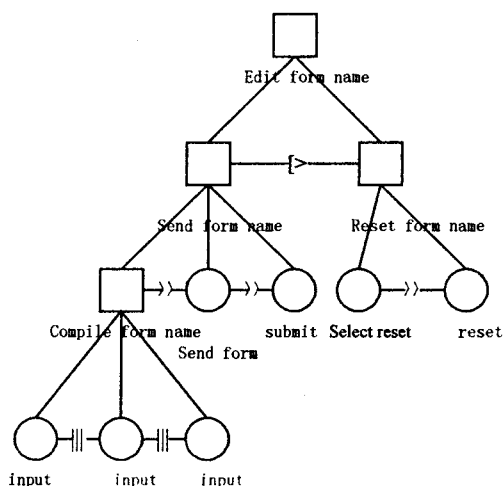 Edit form name
[>
Send form name
Reset form name
>>
>>
>>
Compile form name
submit
Select reset
reset
Send form
|||
|||
input
input
input